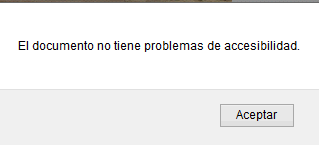 El documento no tiene problemas de accesibilidad.
Aceptar